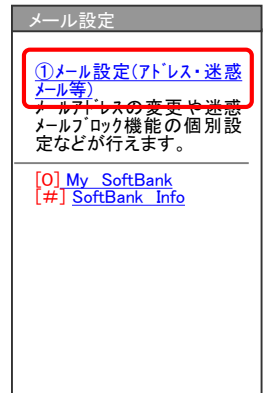 メール設定
①メール設定(アドレス・迷惑
メール等)
メールアドレスの変更や迷惑
メールブロック機能の個別設
定などが行えます。
[0] My SoftBank
[#] SoftBank Info